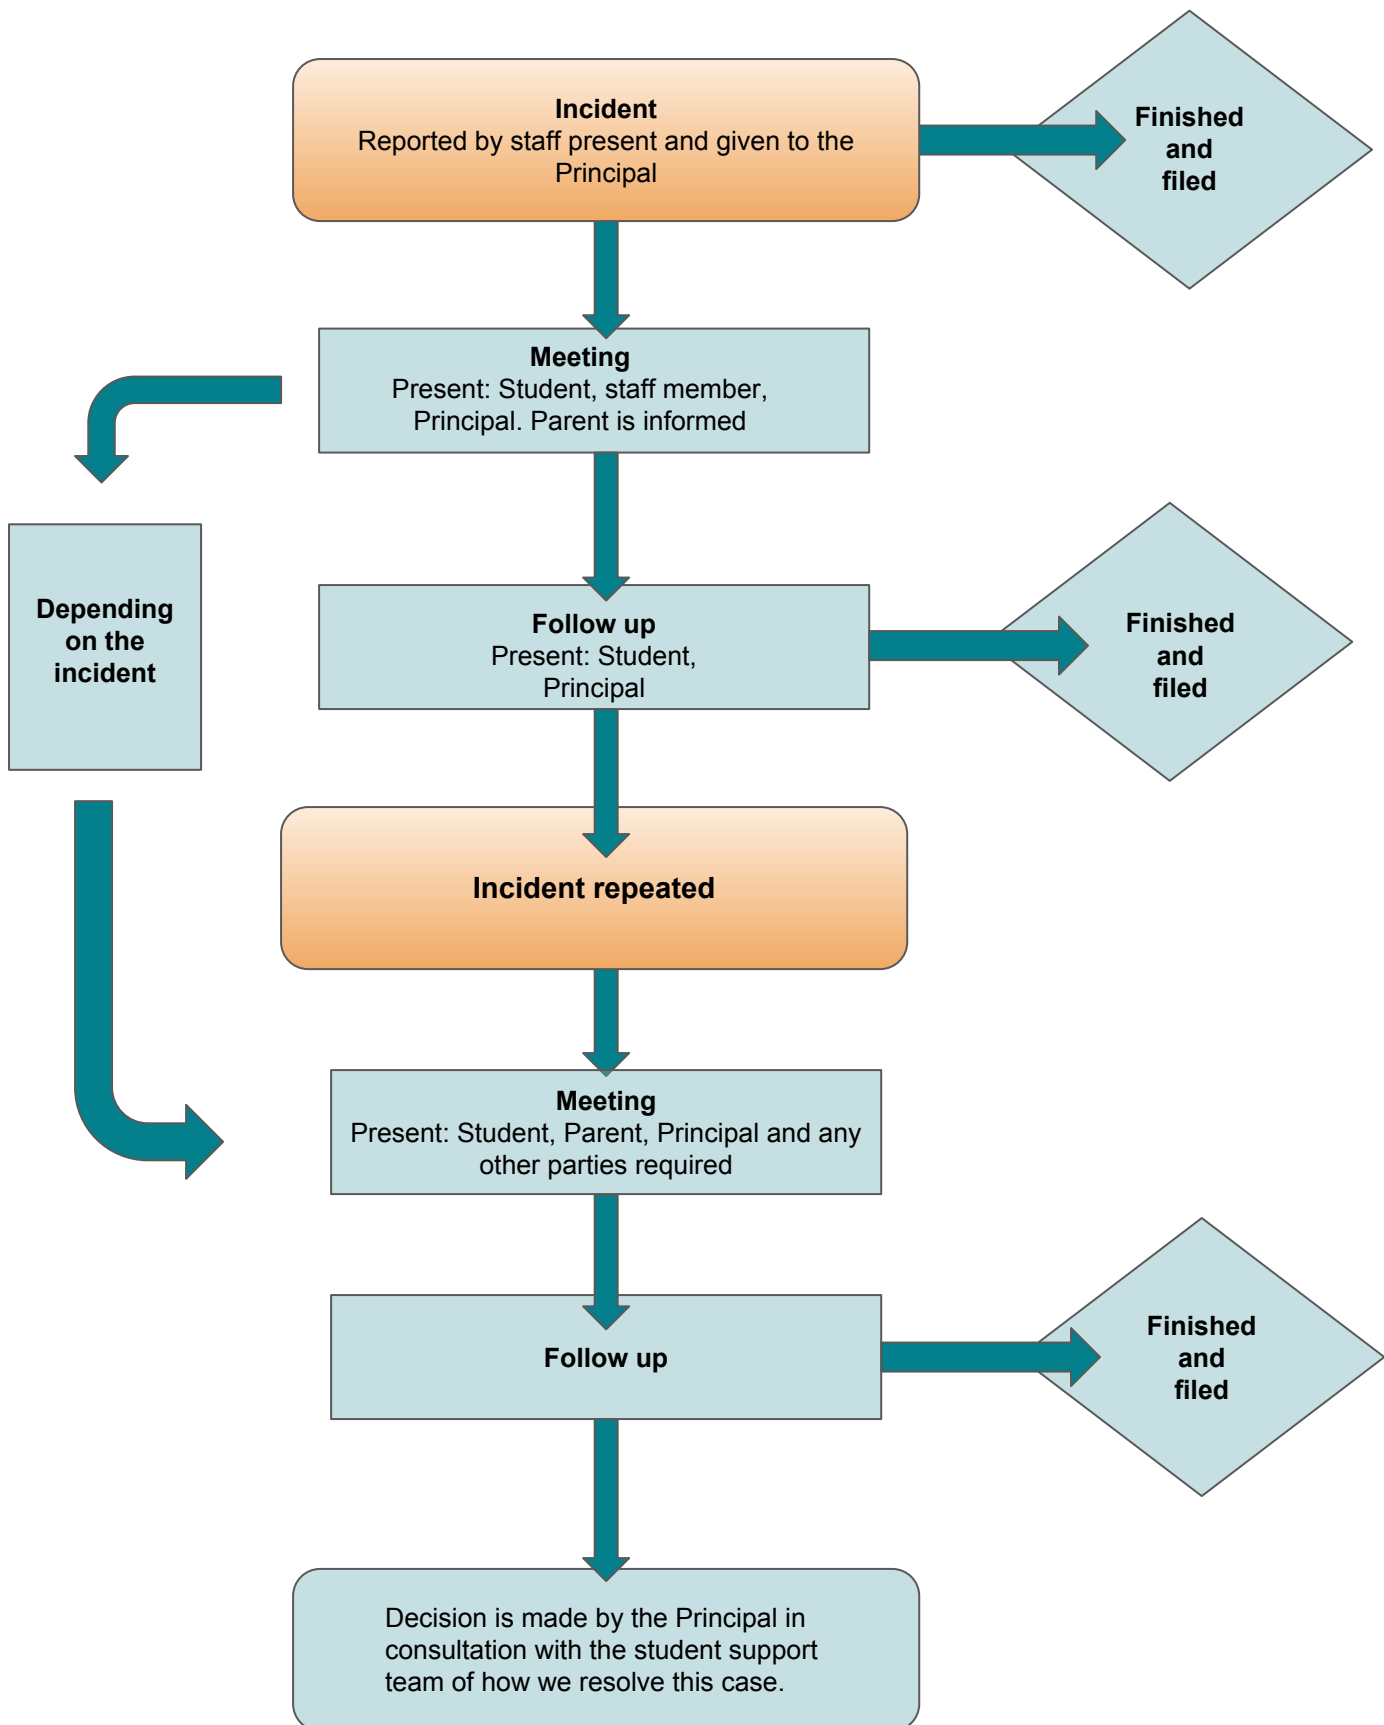 Incident
Reported by staff present and given to the
Principal
Finished
and
filed
Meeting
Present: Student, staff member,
Principal. Parent is informed
Depending
on the
incident
Follow up
Present: Student,
Principal
Finished
and
filed
Incident repeated
Meeting
Present: Student, Parent, Principal and any
other parties required
Follow up
Finished
and
filed
Decision is made by the Principal in
consultation with the student support
team of how we resolve this case.